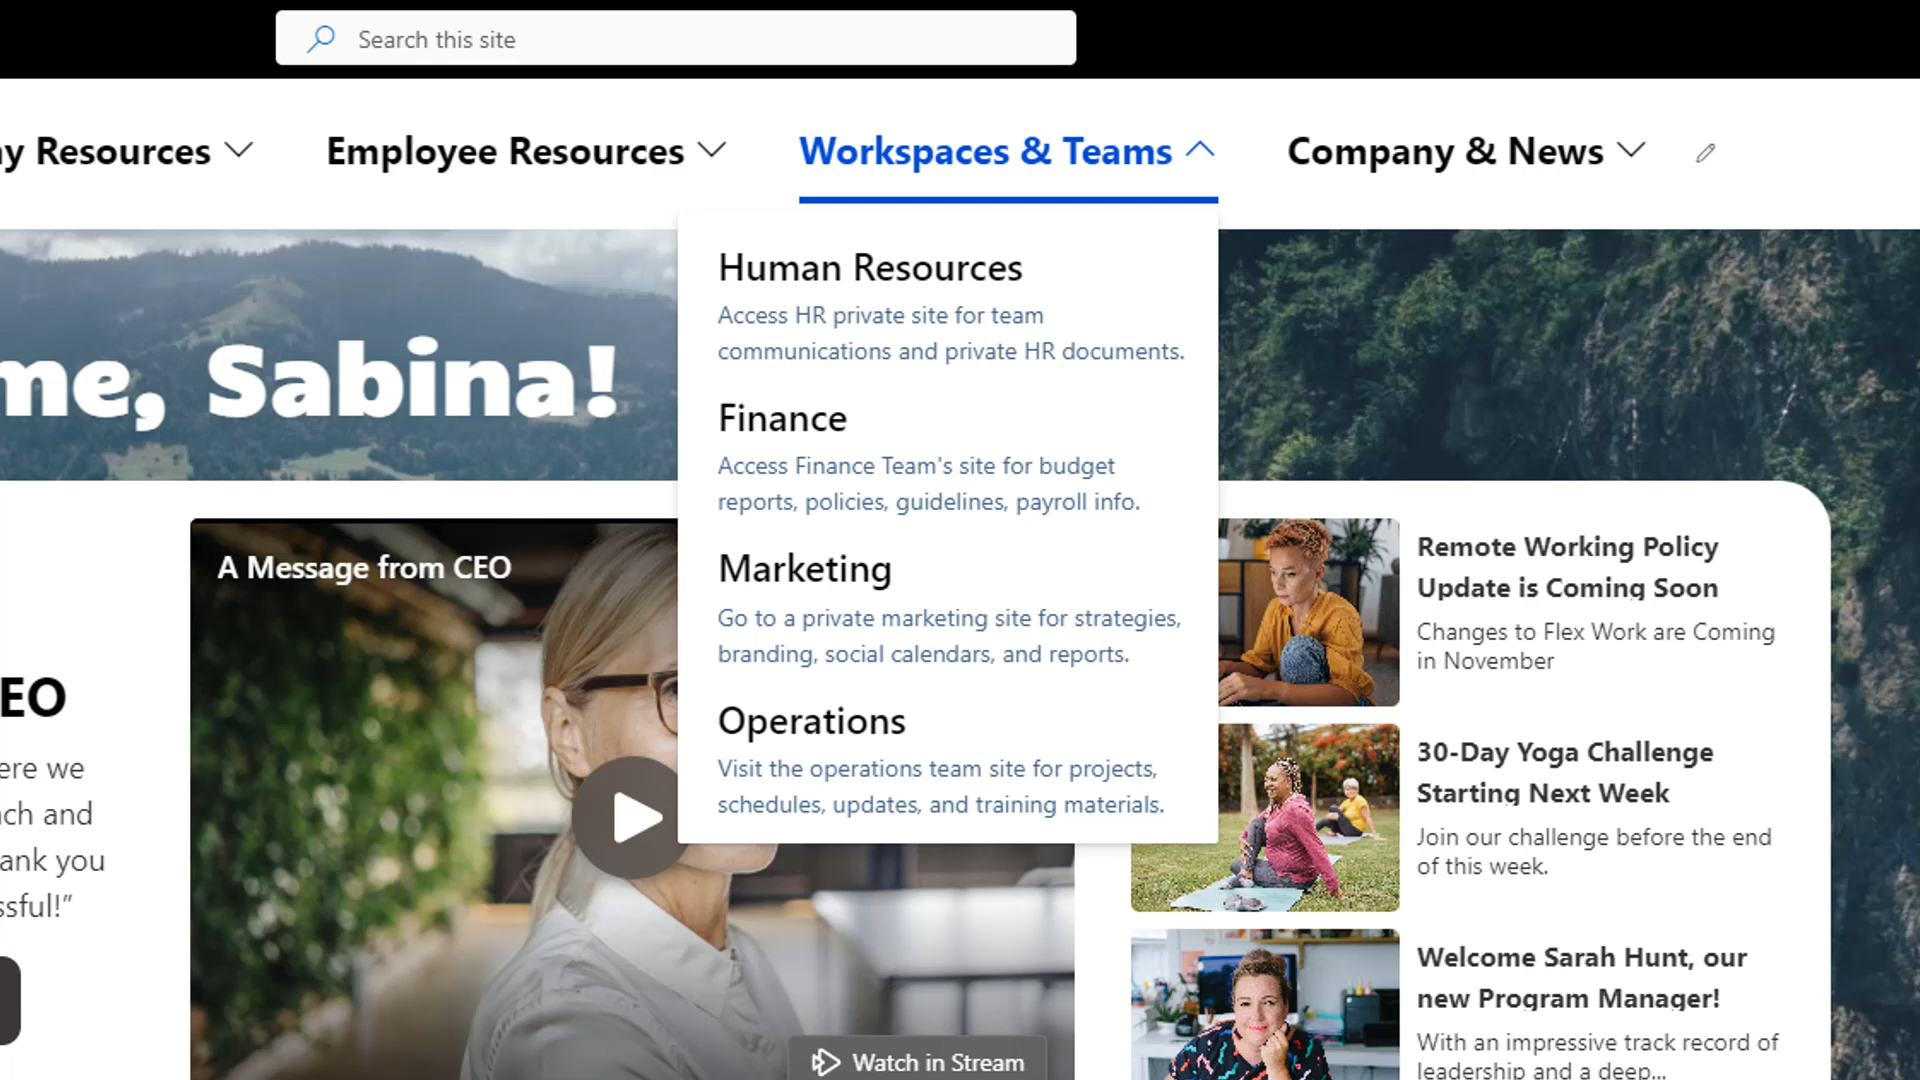 Search this site
y Resources
Employee Resources
Workspaces & Teams
Company & News
me, Sabina!
Human Resources
Access HR private site for team
communications and private HR documents.
Finance
Access Finance Team's site for budget
reports, policies, guidelines, payroll info.
Marketing
Go to a private marketing site for strategies,
branding, social calendars, and reports.
Operations
Visit the operations team site for projects,
schedules, updates, and training materials.
EO
ere we
ch and
ank you
ssful!”
A Message from CEO
Watch in Stream
Remote Working Policy
Update is Coming Soon
Changes to Flex Work are Coming
in November
30-Day Yoga Challenge
Starting Next Week
Join our challenge before the end
of this week.
Welcome Sarah Hunt, our
new Program Manager!
With an impressive track record of
leadership and a deep...